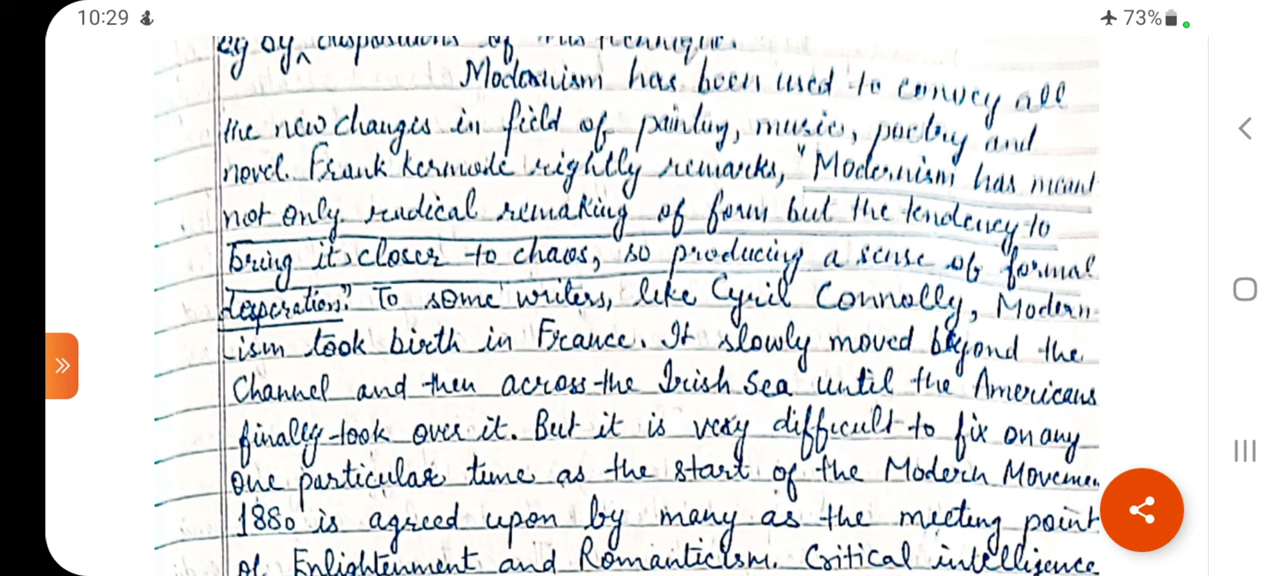 10:29
73%
eg by dispositions of this technique.
Modernism has been used to convey all
the new changes in field of painting, music, poetry and
novel. Frank Kermode rightly remarks, "Modernism has meant
not only radical remaking of form but the tendency to
bring it closer to chaos, so producing a sense of formal
desperation". To some writers, like Cyril Connolly, Modern-
-ism took birth in France. It slowly moved beyond the
Channel and then across the Irish Sea until the Americans
finally took over it. But it is very difficult to fix on any
one particular time as the start of the Modern Movemen
1880 is agreed upon by many as the meeting point
of Enlightenment and Romanticism. Critical intelligence